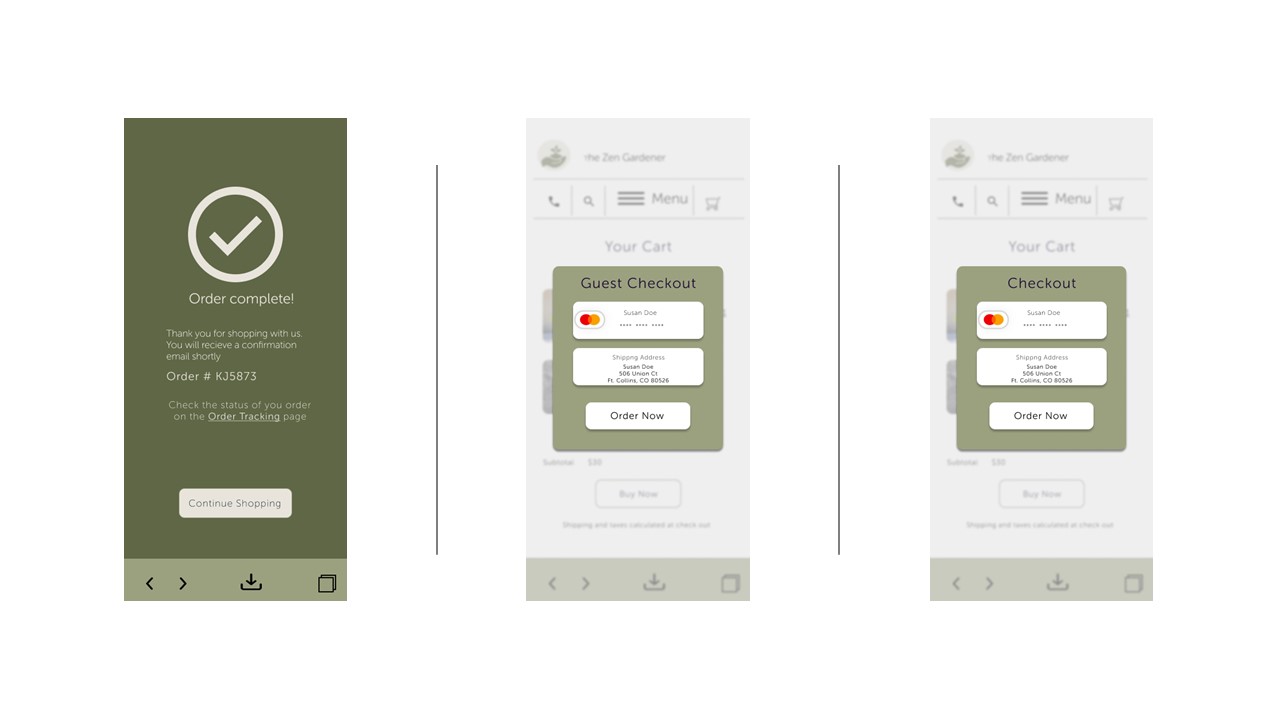 Order complete!
Thank you for shopping with us.
You will recieve a confirmation
email shortly
Order # KJ5873
Check the status of you order
on the Order Tracking page
Continue Shopping
he Zen Gardener
Menu
Your Cart
Guest Checkout
Susan Doe
•••• •••• ••••
Shippng Address
Susan Doe
506 Union Ct
Ft. Collins, CO 80526
Order Now
Subtotal $30
Buy Now
Shipping and taxes calculated at check out
he Zen Gardener
Menu
Your Cart
Checkout
Susan Doe
•••• •••• ••••
Shippng Address
Susan Doe
506 Union Ct
Ft. Collins, CO 80526
Order Now
Subtotal $30
Buy Now
Shipping and taxes calculated at check out